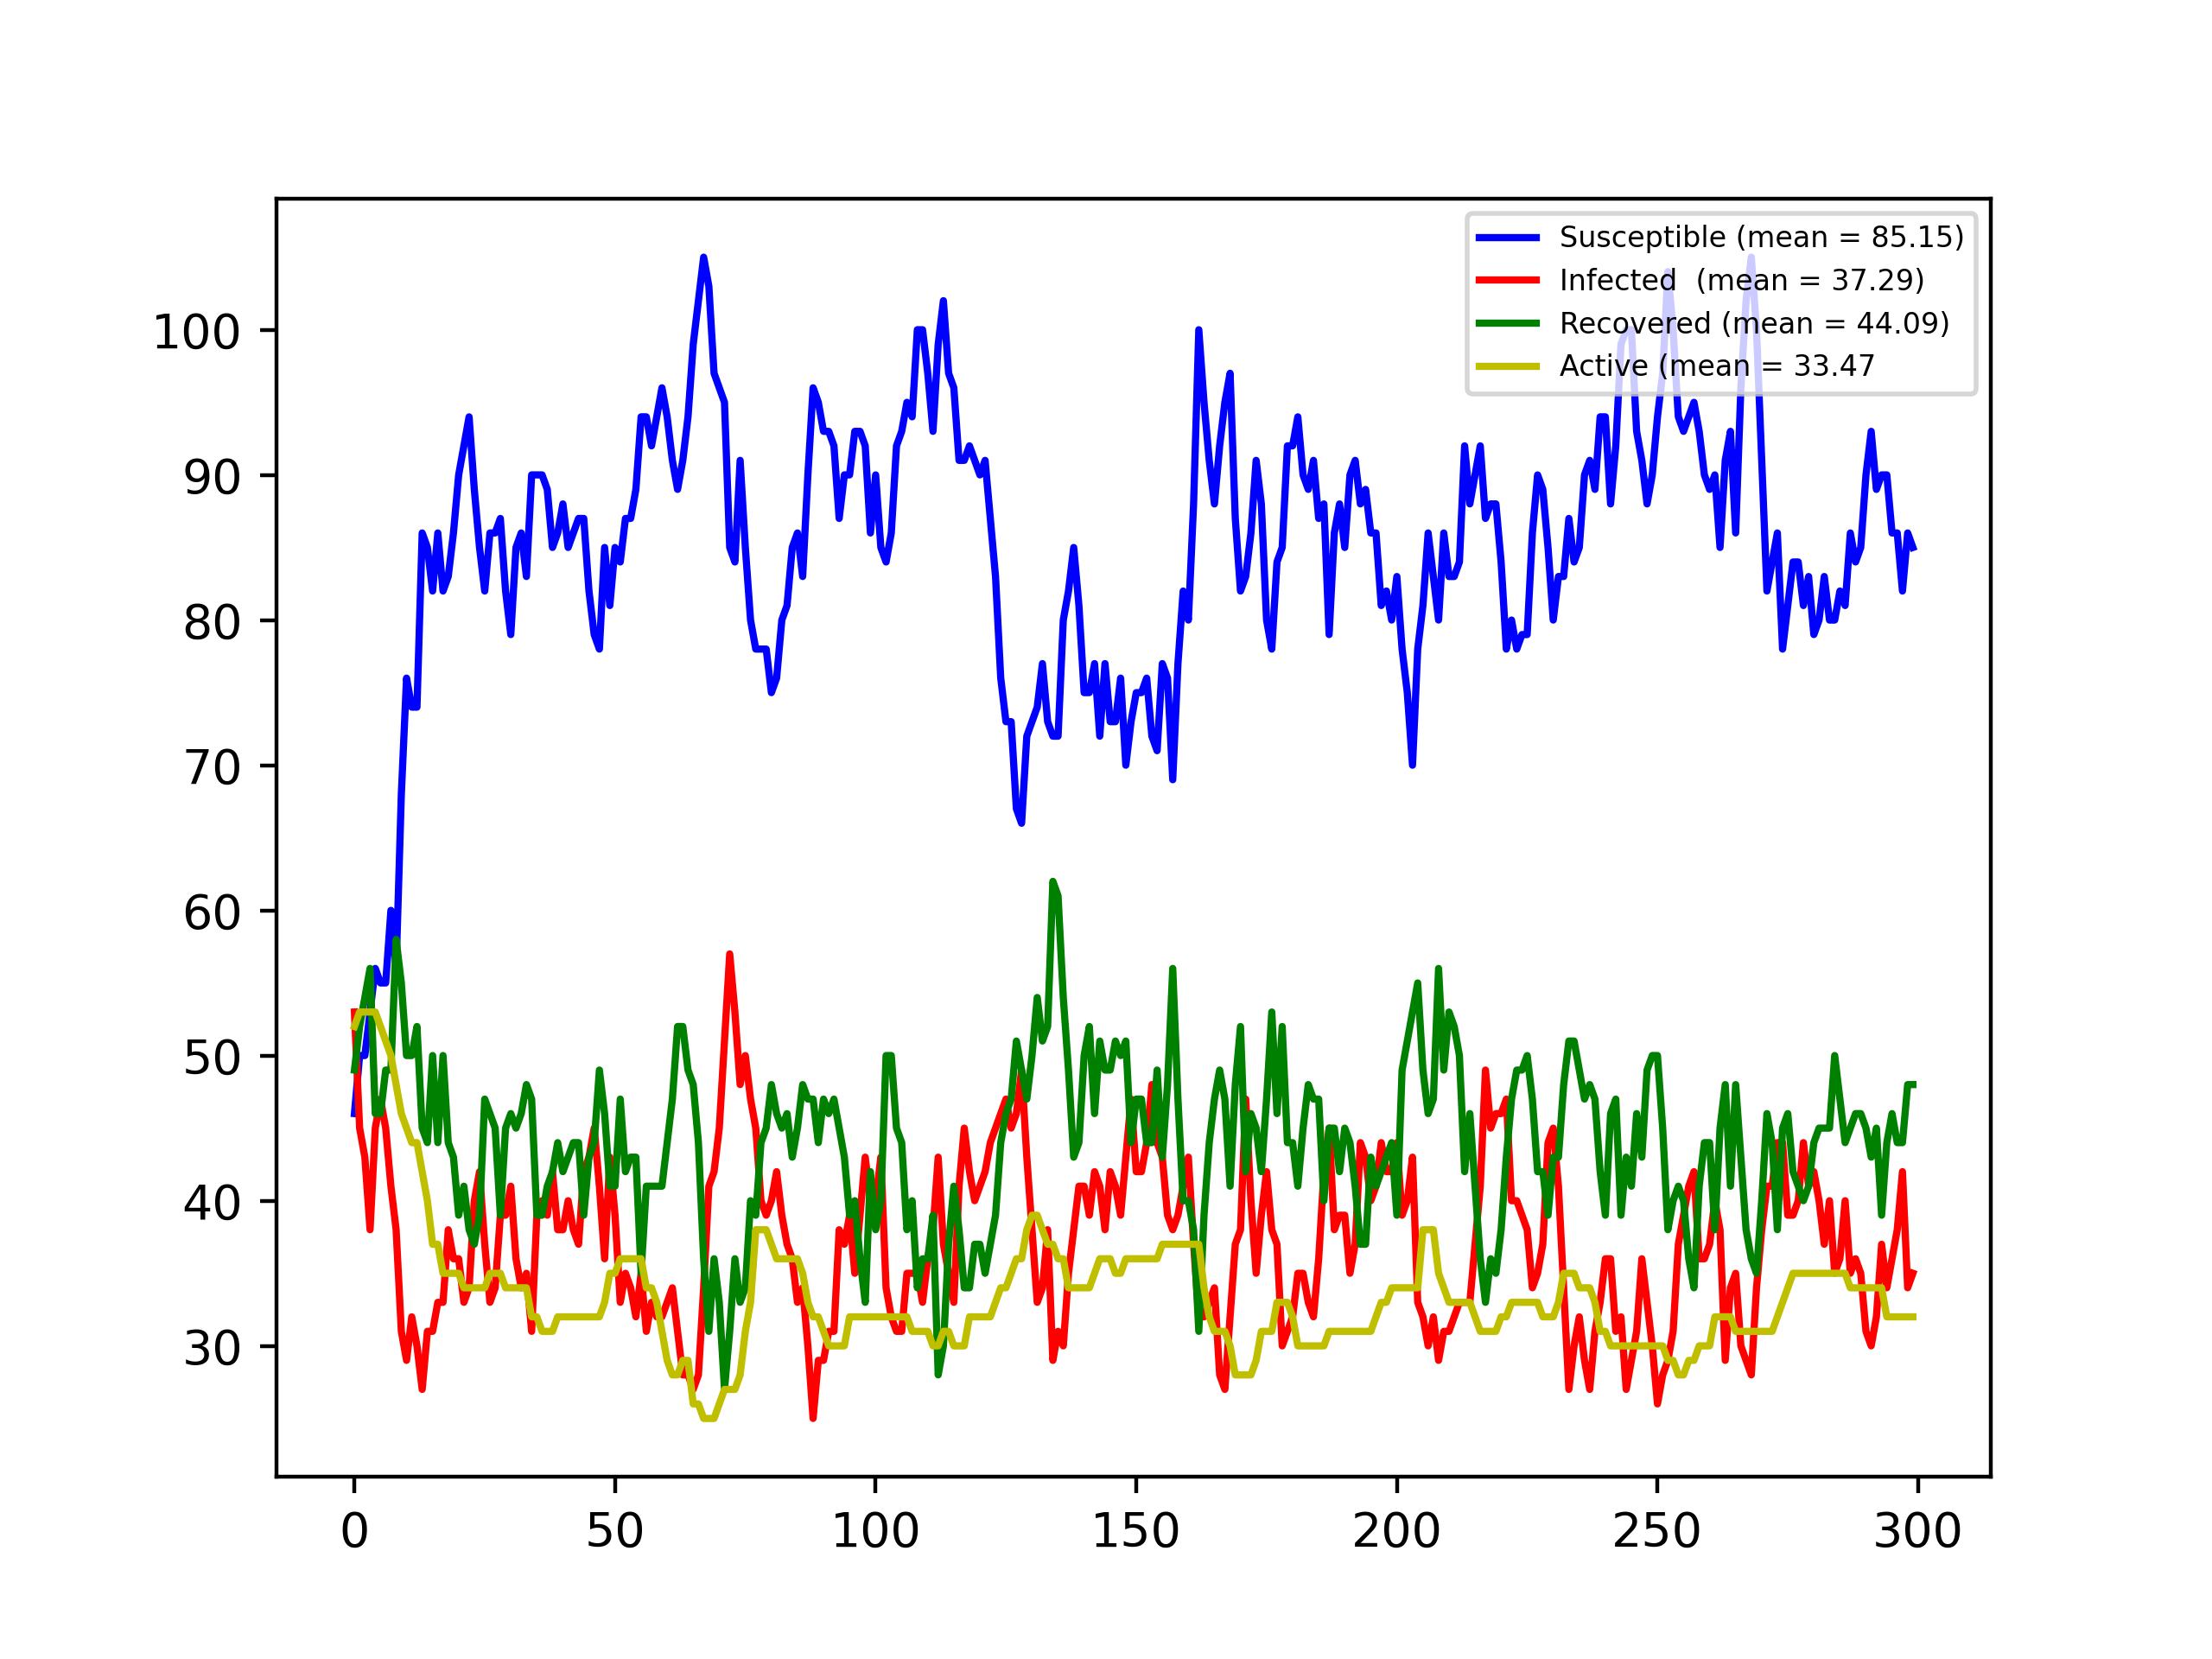 Susceptible (mean = 85.15)
Infected  (mean = 37.29)
Recovered (mean = 44.09)
Active (mean = 33.47
100
90
80
70
60
50
40
30
0 50 100 150 200 250 300